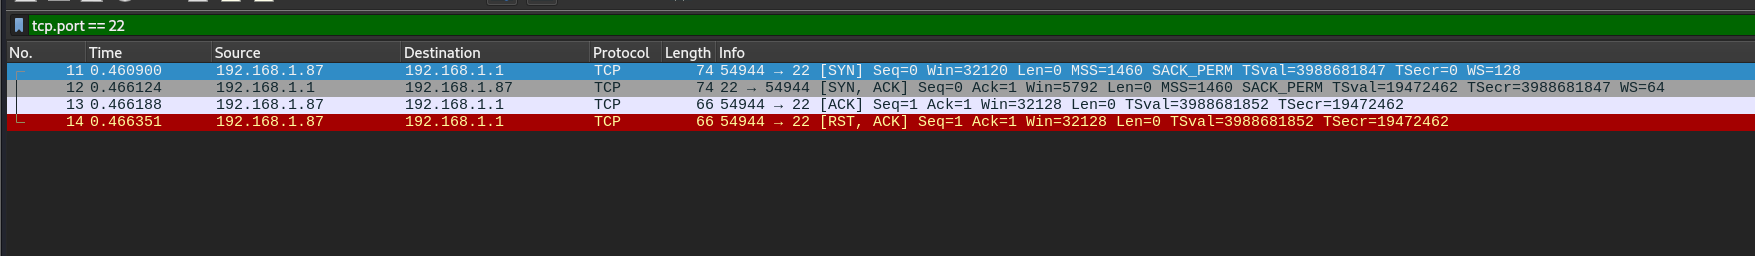 tcp.port == 22
No. Time Source Destination Protocol Length Info
11 0.460900 192.168.1.87 192.168.1.1 TCP 74 54944 → 22 [SYN] Seq=0 Win=32120 Len=0 MSS=1460 SACK_PERM TSval=3988681847 TSecr=0 WS=128
12 0.466124 192.168.1.1 192.168.1.87 TCP 74 22 → 54944 [SYN, ACK] Seq=0 Ack=1 Win=5792 Len=0 MSS=1460 SACK_PERM TSval=19472462 TSecr=3988681847 WS=64
13 0.466188 192.168.1.87 192.168.1.1 TCP 66 54944 → 22 [ACK] Seq=1 Ack=1 Win=32128 Len=0 TSval=3988681852 TSecr=19472462
14 0.466351 192.168.1.87 192.168.1.1 TCP 66 54944 → 22 [RST, ACK] Seq=1 Ack=1 Win=32128 Len=0 TSval=3988681852 TSecr=19472462